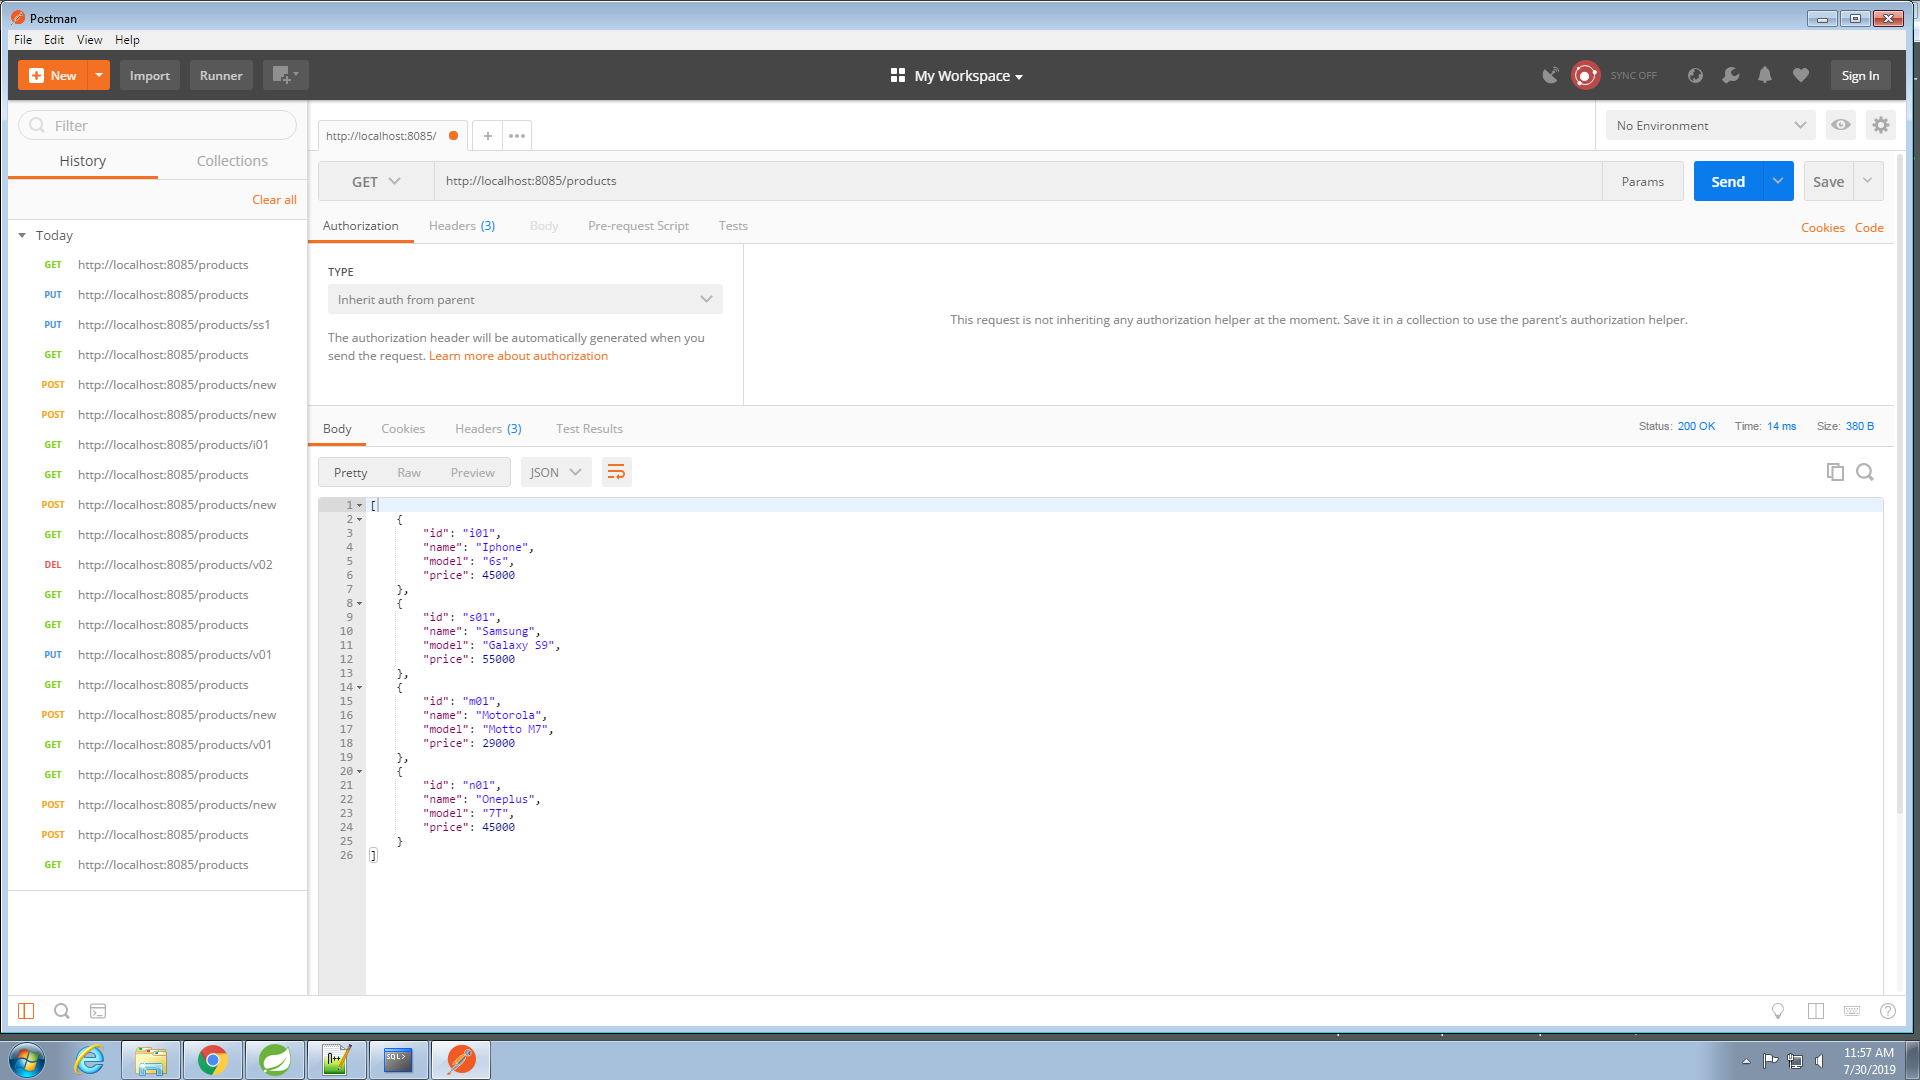 Postman
File Edit View Help
New Import Runner My Workspace SYNC OFF Sign In
Filter
History Collections
Clear all
Today
GET http://localhost:8085/products
PUT http://localhost:8085/products
PUT http://localhost:8085/products/ss1
GET http://localhost:8085/products
POST http://localhost:8085/products/new
POST http://localhost:8085/products/new
GET http://localhost:8085/products/i01
GET http://localhost:8085/products
POST http://localhost:8085/products/new
GET http://localhost:8085/products
DEL http://localhost:8085/products/v02
GET http://localhost:8085/products
GET http://localhost:8085/products
PUT http://localhost:8085/products/v01
GET http://localhost:8085/products
POST http://localhost:8085/products/new
GET http://localhost:8085/products/v01
GET http://localhost:8085/products
POST http://localhost:8085/products/new
POST http://localhost:8085/products
GET http://localhost:8085/products
http://localhost:8085/ + No Environment
GET http://localhost:8085/products Params Send Save
Authorization Headers (3) Body Pre-request Script Tests Cookies Code
TYPE
Inherit auth from parent
The authorization header will be automatically generated when you
send the request. Learn more about authorization
This request is not inheriting any authorization helper at the moment. Save it in a collection to use the parent's authorization helper.
Body Cookies Headers (3) Test Results Status: 200 OK Time: 14 ms Size: 380 B
Pretty Raw Preview JSON
1 [
2 {
3 "id": "i01",
4 "name": "Iphone",
5 "model": "6s",
6 "price": 45000
7 },
8 {
9 "id": "s01",
10 "name": "Samsung",
11 "model": "Galaxy S9",
12 "price": 55000
13 },
14 {
15 "id": "m01",
16 "name": "Motorola",
17 "model": "Motto M7",
18 "price": 29000
19 },
20 {
21 "id": "n01",
22 "name": "Oneplus",
23 "model": "7T",
24 "price": 45000
25 }
26 ]
SQL>
11:57 AM
7/30/2019